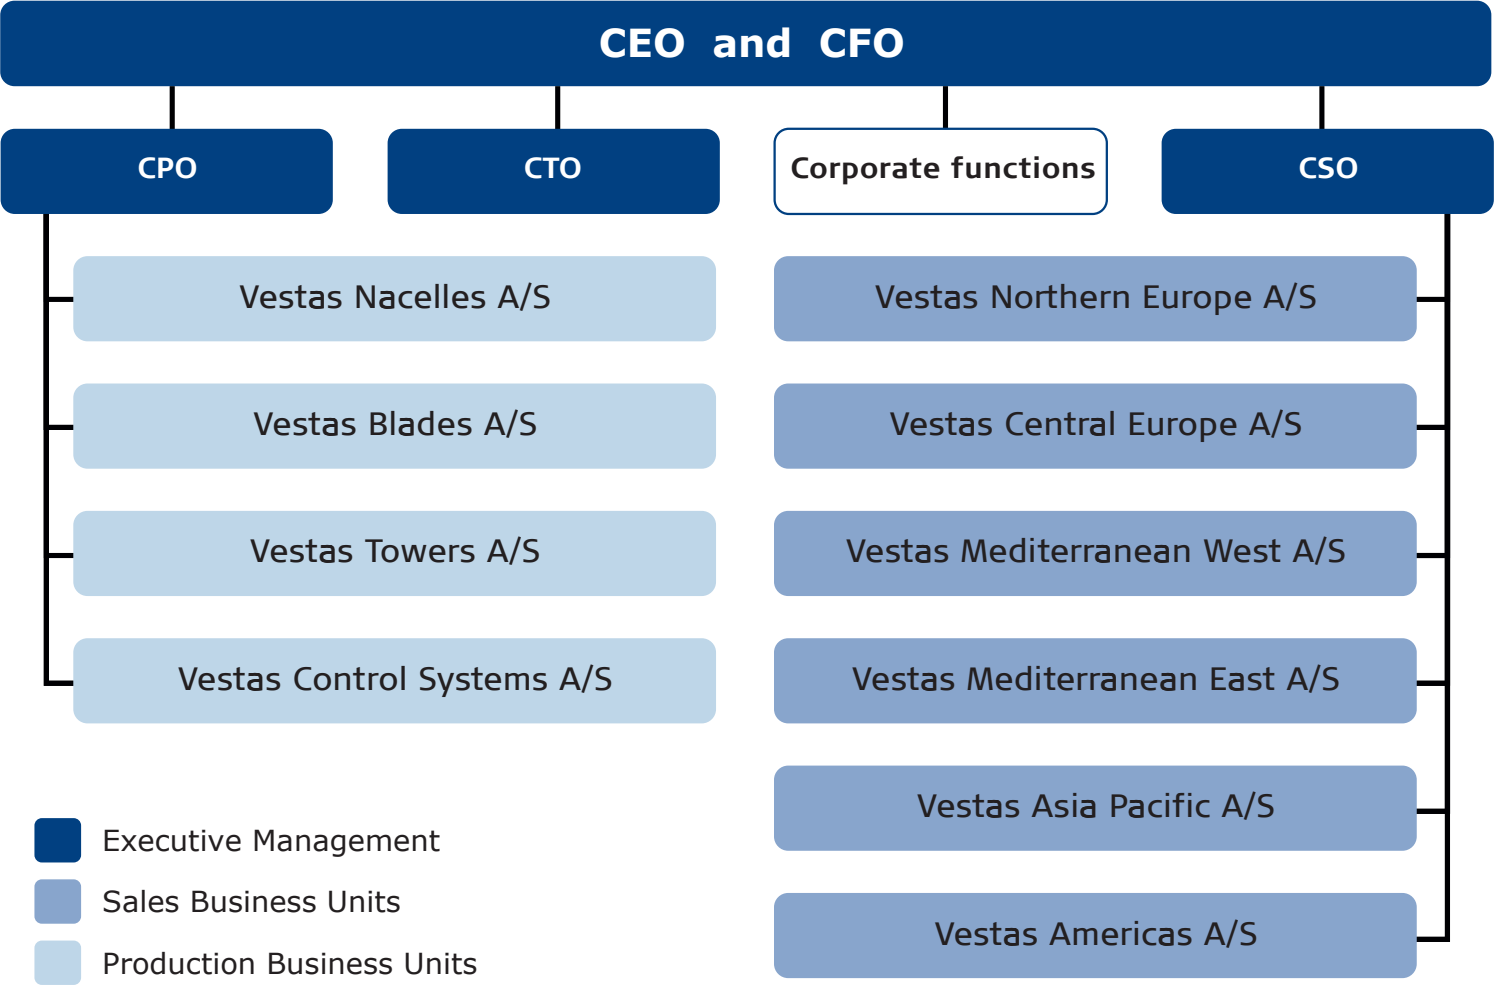 CEO and CFO
CPO
CTO
Corporate functions
CSO
Vestas Nacelles A/S
Vestas Blades A/S
Vestas Towers A/S
Vestas Control Systems A/S
Vestas Northern Europe A/S
Vestas Central Europe A/S
Vestas Mediterranean West A/S
Vestas Mediterranean East A/S
Vestas Asia Pacific A/S
Vestas Americas A/S
Executive Management
Sales Business Units
Production Business Units